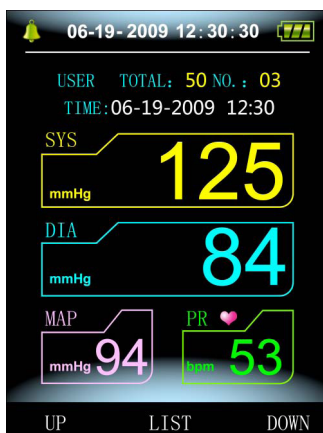 06-19-2009 12:30:30
USER TOTAL: 50 NO.: 03
TIME:06-19-2009 12:30
SYS
mmHg 125
DIA
mmHg 84
MAP
mmHg 94
PR
bpm 53
UP LIST DOWN